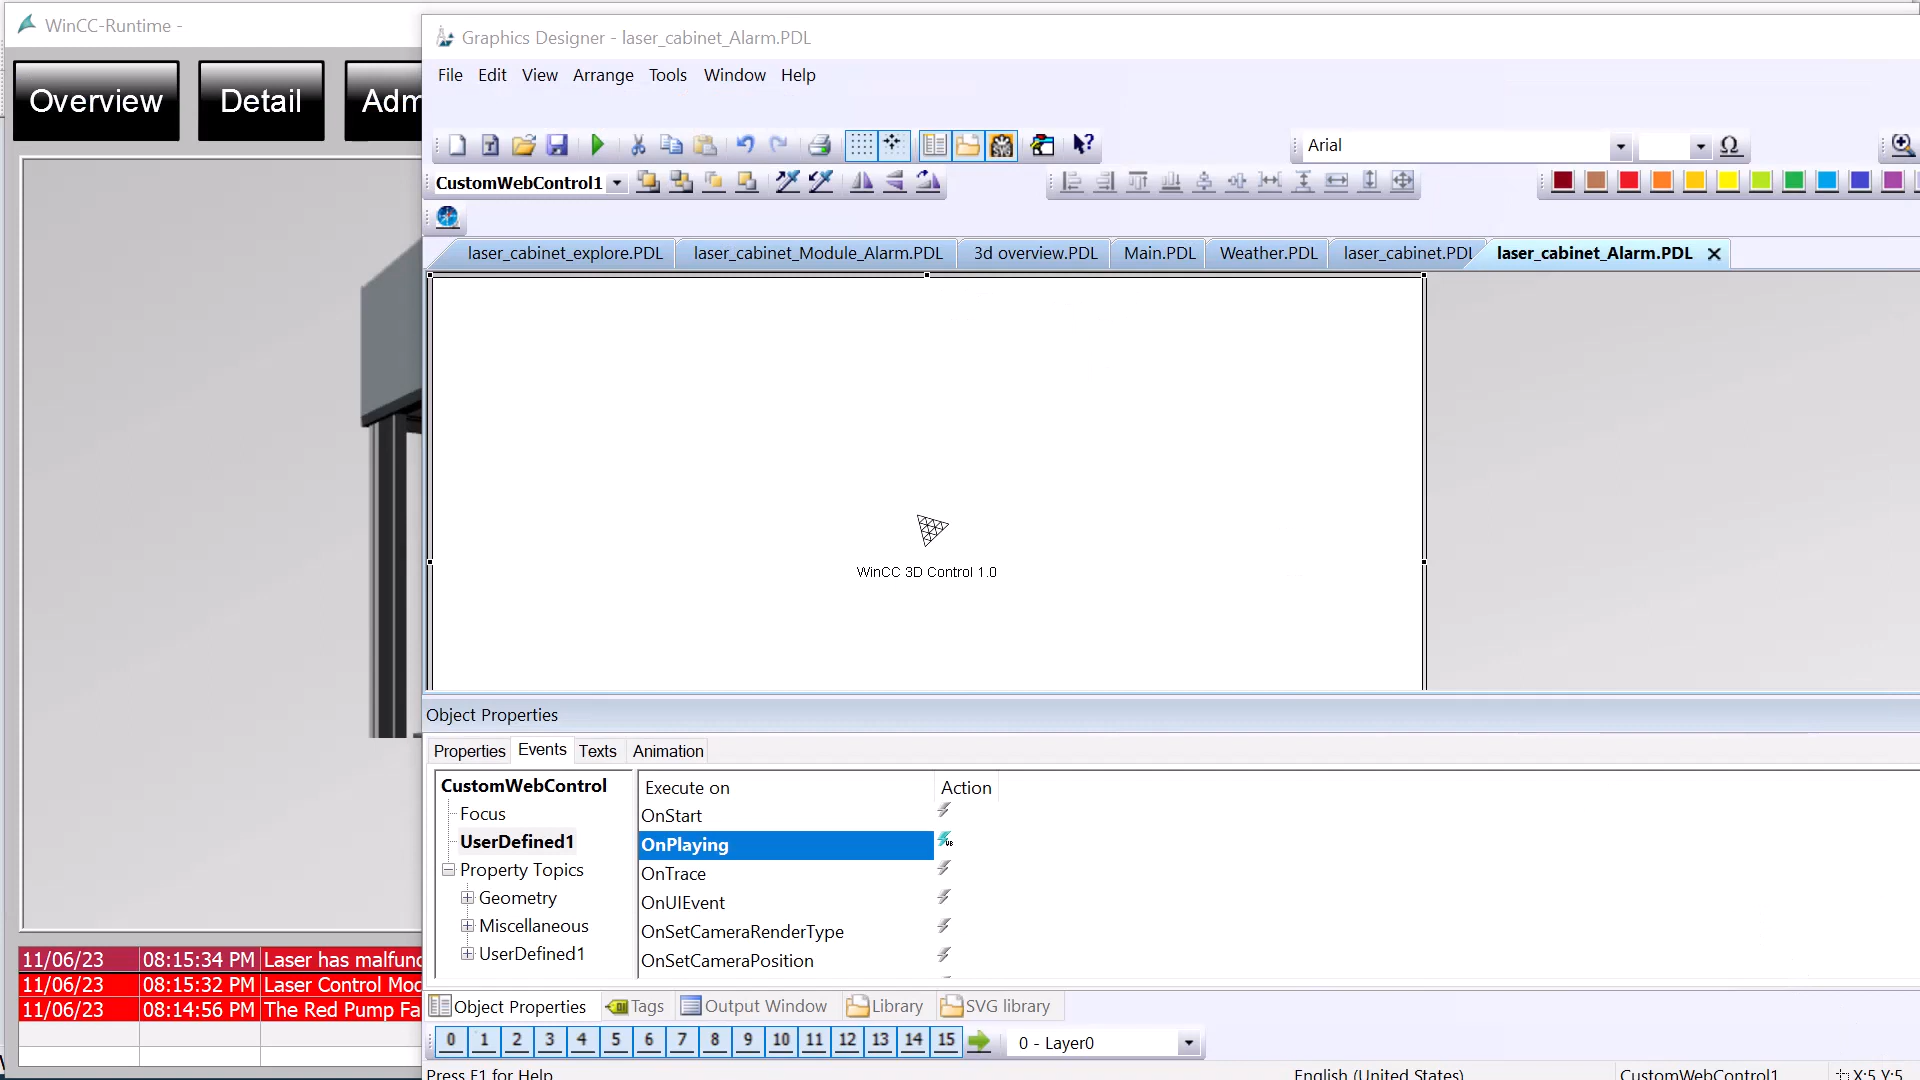 WinCC-Runtime -
Overview
Detail
Adm
Graphics Designer - laser_cabinet_Alarm.PDL
File Edit View Arrange Tools Window Help
Arial
CustomWebControl1
laser_cabinet_explore.PDL
laser_cabinet_Module_Alarm.PDL
3d overview.PDL
Main.PDL
Weather.PDL
laser_cabinet.PDL
laser_cabinet_Alarm.PDL
WinCC 3D Control 1.0
Object Properties
Properties Events Texts Animation
CustomWebControl
Focus
UserDefined1
Property Topics
Geometry
Miscellaneous
UserDefined1
Execute on Action
OnStart
OnPlaying
OnTrace
OnUIEvent
OnSetCameraRenderType
OnSetCameraPosition
11/06/23 08:15:34 PM Laser has malfunc
11/06/23 08:15:32 PM Laser Control Mod
11/06/23 08:14:56 PM The Red Pump Fa
Object Properties Tags Output Window Library SVG library
0 1 2 3 4 5 6 7 8 9 10 11 12 13 14 15 0 - Layer0
Press F1 for Help English (United States) CustomWebControl1 X:5 Y:5